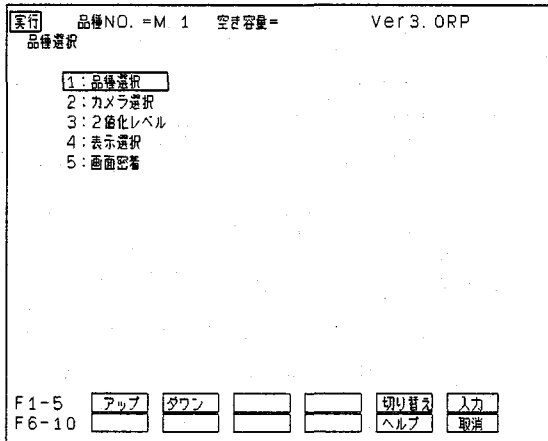 実行 品種NO. =M 1 空き容量= Ver3. 0RP
品種選択
1:品種選択
2:カメラ選択
3:2値化レベル
4:表示選択
5:画面密着
F1-5 アップ ダウン 切り替え 入力
F6-10 ヘルプ 取消